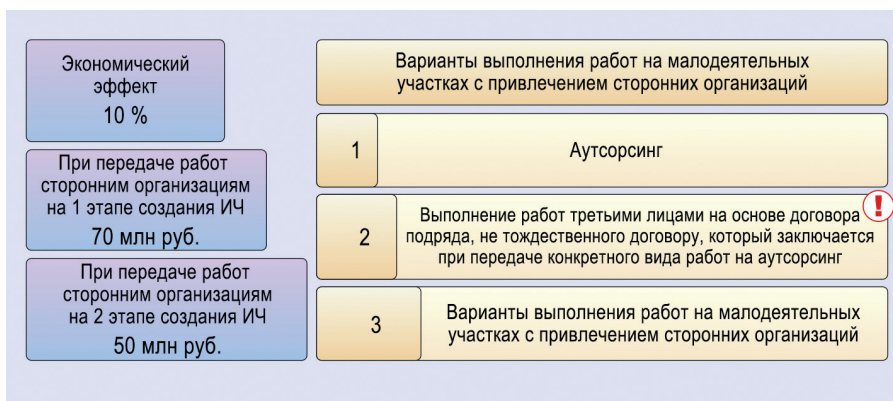 Экономический
эффект
10 %
При передаче работ
сторонним организациям
на 1 этапе создания ИЧ
70 млн руб.
При передаче работ
сторонним организациям
на 2 этапе создания ИЧ
50 млн руб.
Варианты выполнения работ на малодеятельных
участках с привлечением сторонних организаций
1
Аутсорсинг
2
Выполнение работ третьими лицами на основе договора
подряда, не тождественного договору, который заключается
при передаче конкретного вида работ на аутсорсинг
!
3
Варианты выполнения работ на малодеятельных
участках с привлечением сторонних организаций